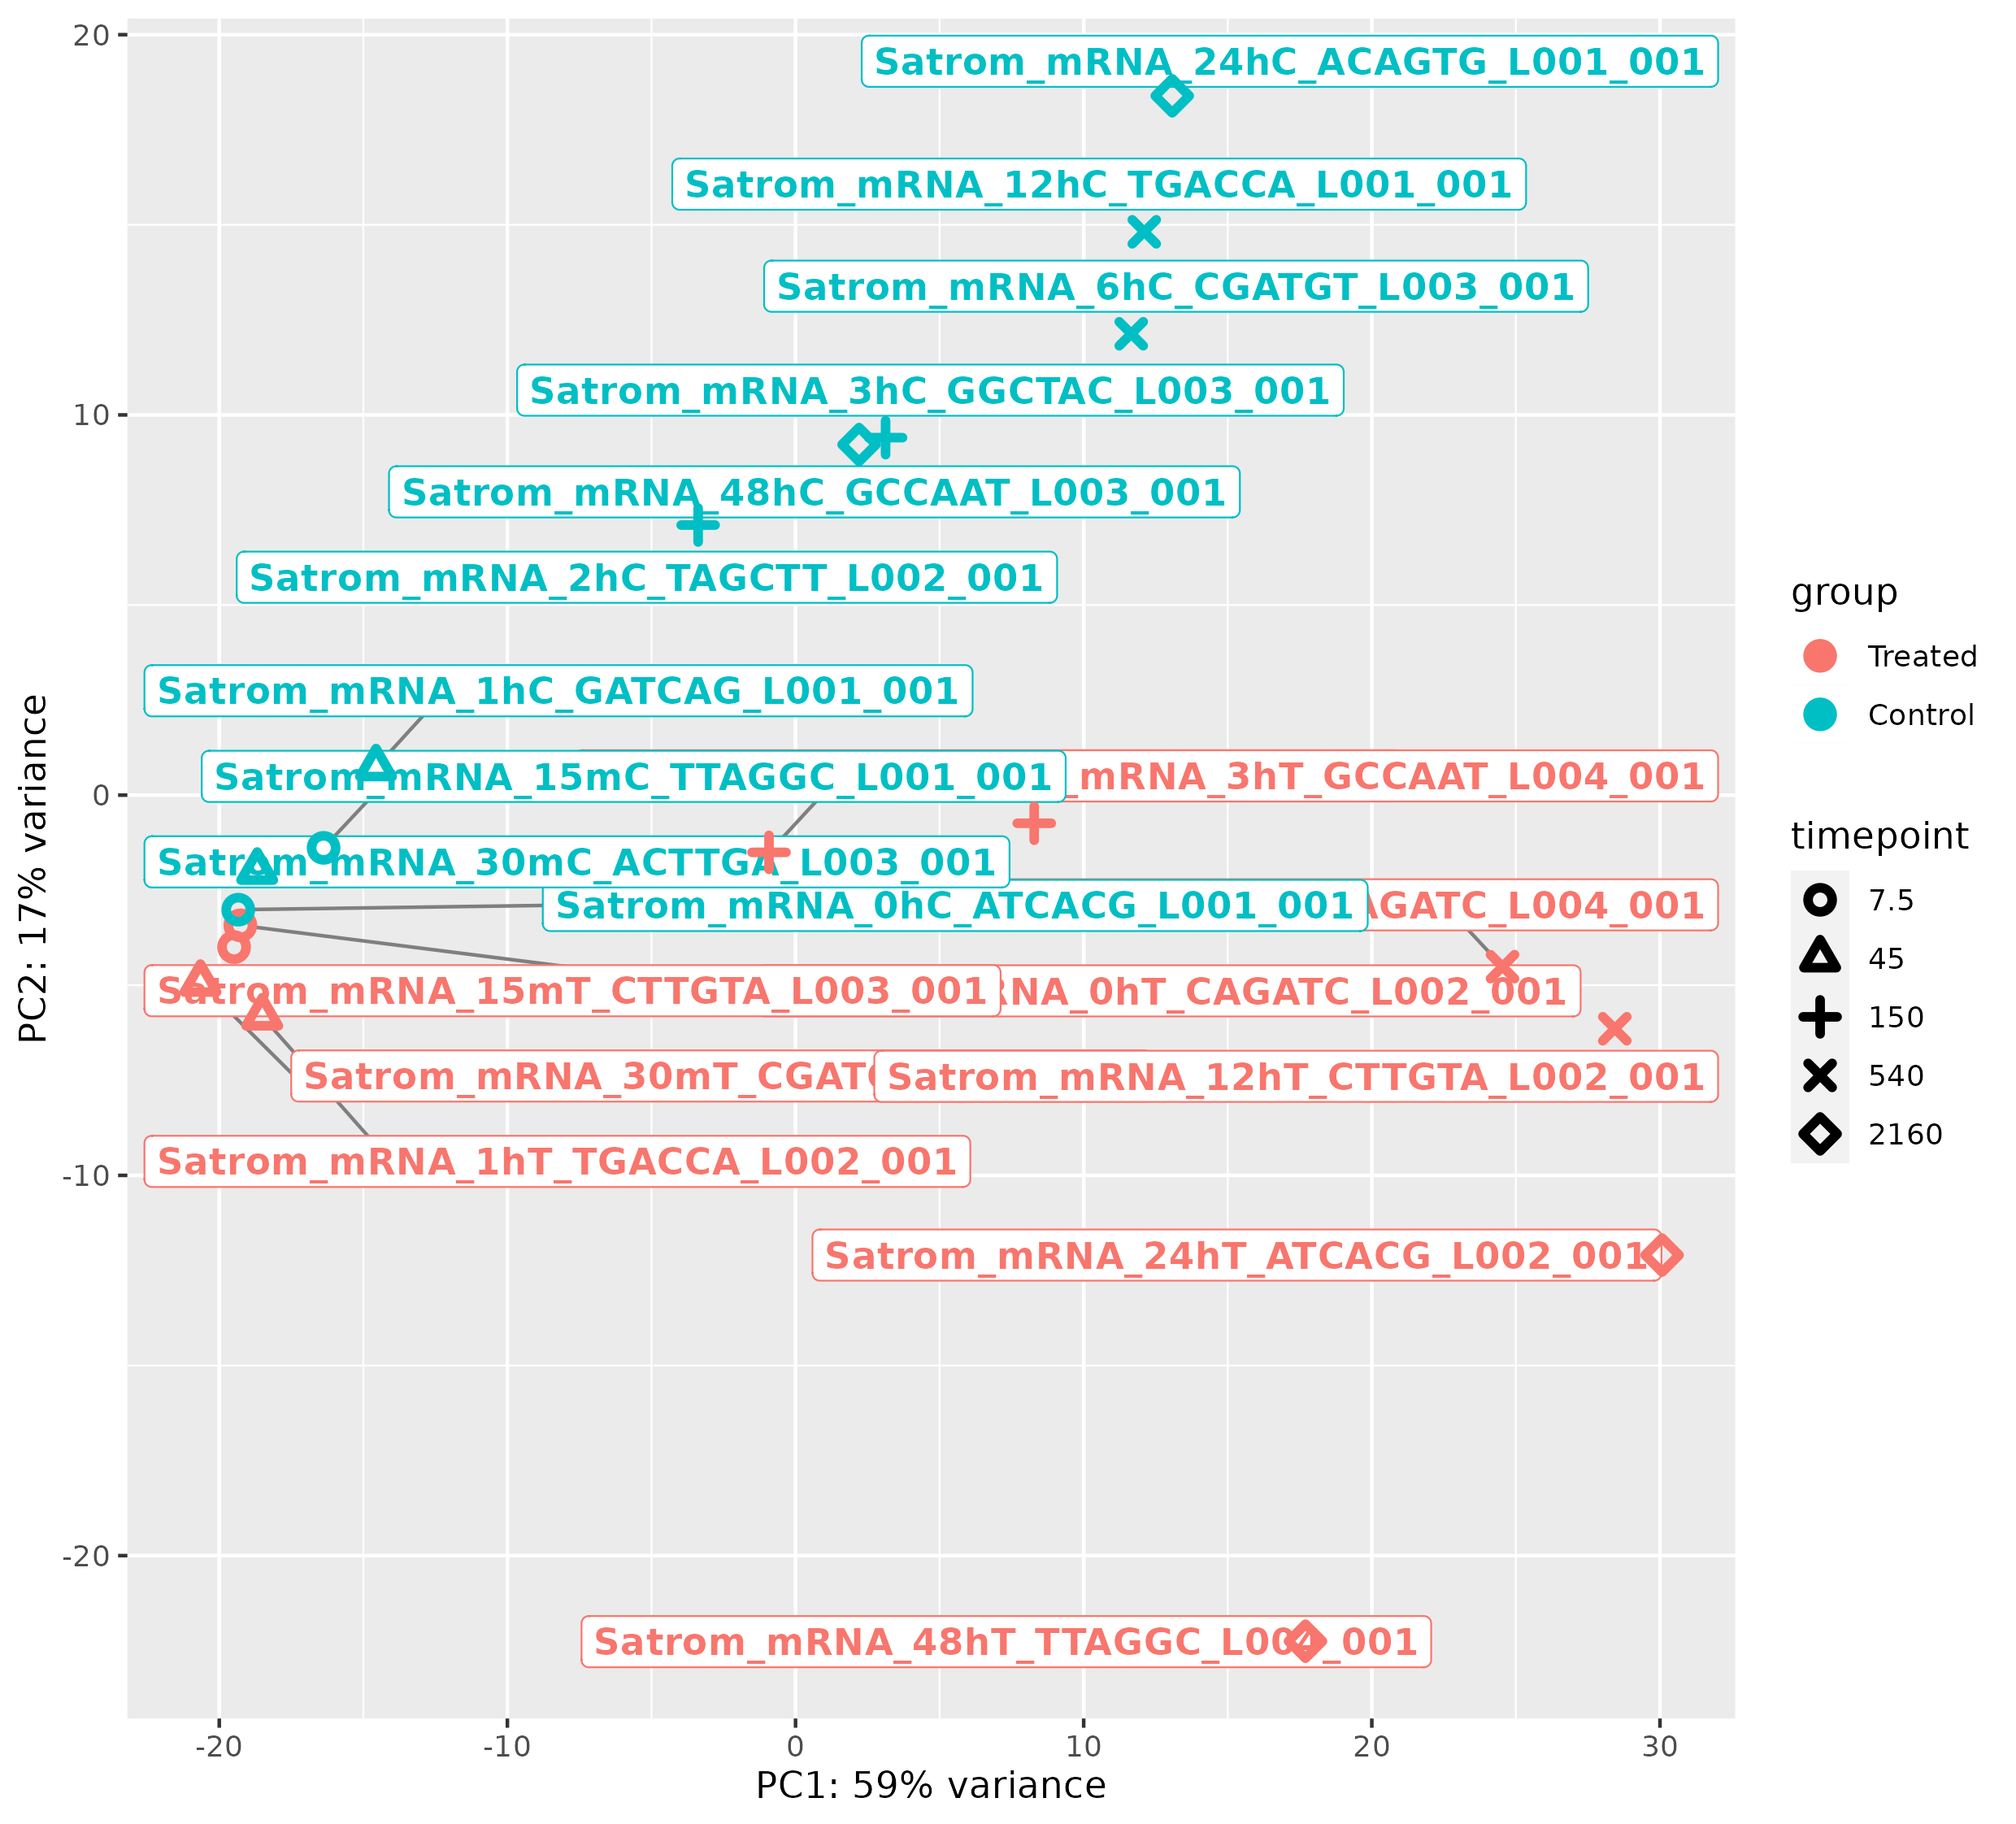 20
Satrom_mRNA_24hC_ACAGTG_L001_001
Satrom_mRNA_12hC_TGACCA_L001_001
Satrom_mRNA_6hC_CGATGT_L003_001
Satrom_mRNA_3hC_GGCTAC_L003_001
10
Satrom_mRNA_48hC_GCCAAT_L003_001
Satrom_mRNA_2hC_TAGCTT_L002_001
Satrom_mRNA_1hC_GATCAG_L001_001
Satrom_mRNA_15mC_TTAGGC_L001_001
_mRNA_3hT_GCCAAT_L004_001
0
Satrom_mRNA_30mC_ACTTGA_L003_001
Satrom_mRNA_0hC_ATCACG_L001_001
AGATC_L004_001
Satrom_mRNA_15mT_CTTGTA_L003_001
RNA_0hT_CAGATC_L002_001
Satrom_mRNA_30mT_CGAT
Satrom_mRNA_12hT_CTTGTA_L002_001
Satrom_mRNA_1hT_TGACCA_L002_001
-10
Satrom_mRNA_24hT_ATCACG_L002_001
-20
Satrom_mRNA_48hT_TTAGGC_L004_001
-20
-10
0
10
20
30
PC1: 59% variance
PC2: 17% variance
group
Treated
Control
timepoint
7.5
45
150
540
2160